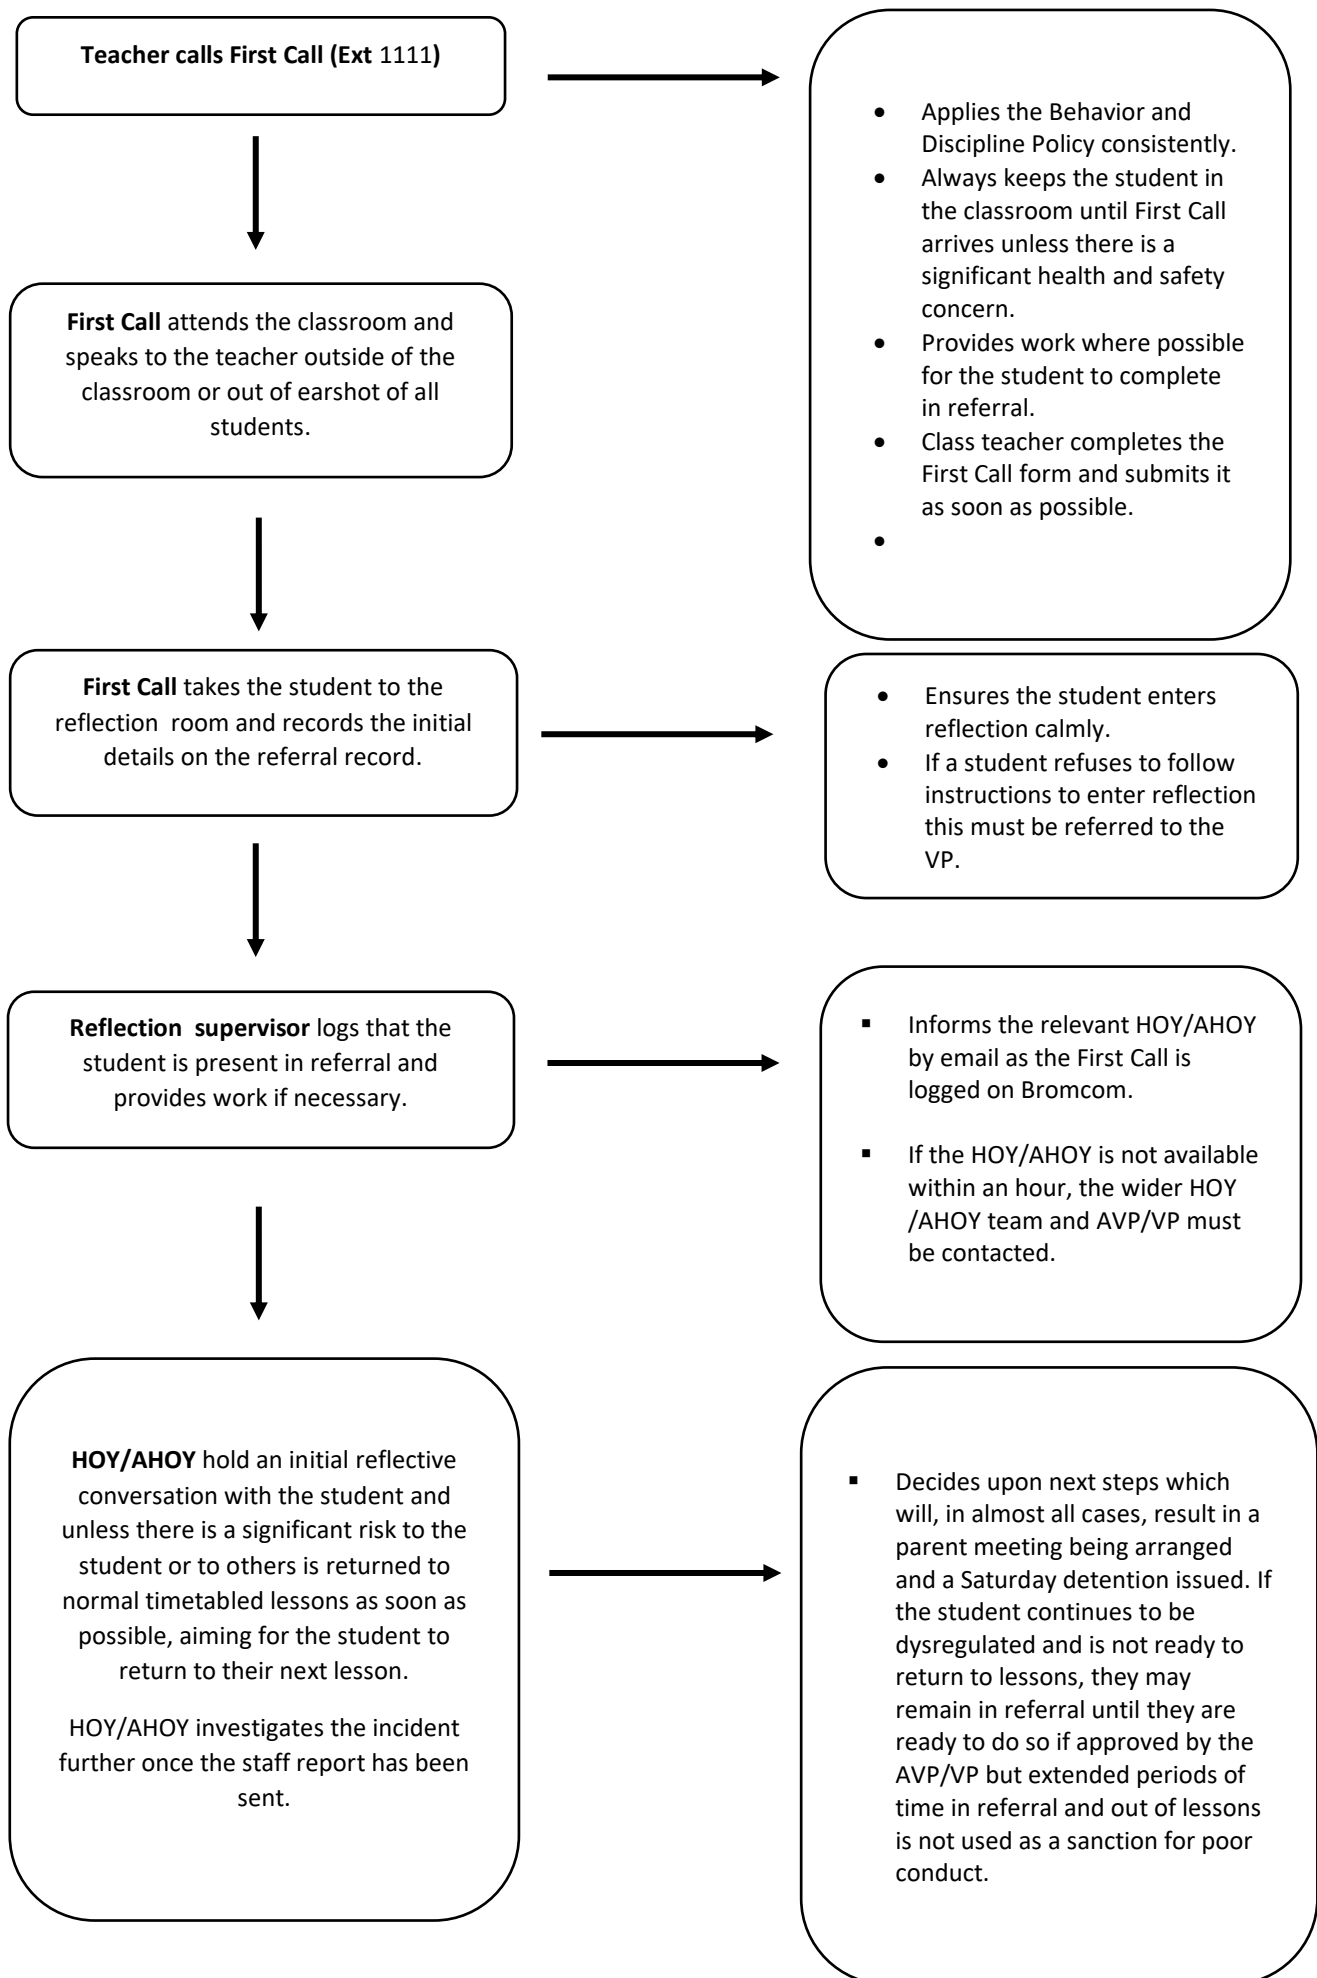 Teacher calls First Call (Ext 1111)
• Applies the Behavior and
Discipline Policy consistently.
• Always keeps the student in
the classroom until First Call
arrives unless there is a
significant health and safety
concern.
• Provides work where possible
for the student to complete
in referral.
• Class teacher completes the
First Call form and submits it
as soon as possible.
•
First Call attends the classroom and
speaks to the teacher outside of the
classroom or out of earshot of all
students.
First Call takes the student to the
reflection  room and records the initial
details on the referral record.
• Ensures the student enters
reflection calmly.
• If a student refuses to follow
instructions to enter reflection
this must be referred to the
VP.
Reflection  supervisor logs that the
student is present in referral and
provides work if necessary.
▪ Informs the relevant HOY/AHOY
by email as the First Call is
logged on Bromcom.
▪ If the HOY/AHOY is not available
within an hour, the wider HOY
/AHOY team and AVP/VP must
be contacted.
HOY/AHOY hold an initial reflective
conversation with the student and
unless there is a significant risk to the
student or to others is returned to
normal timetabled lessons as soon as
possible, aiming for the student to
return to their next lesson.
HOY/AHOY investigates the incident
further once the staff report has been
sent.
▪ Decides upon next steps which
will, in almost all cases, result in a
parent meeting being arranged
and a Saturday detention issued. If
the student continues to be
dysregulated and is not ready to
return to lessons, they may
remain in referral until they are
ready to do so if approved by the
AVP/VP but extended periods of
time in referral and out of lessons
is not used as a sanction for poor
conduct.